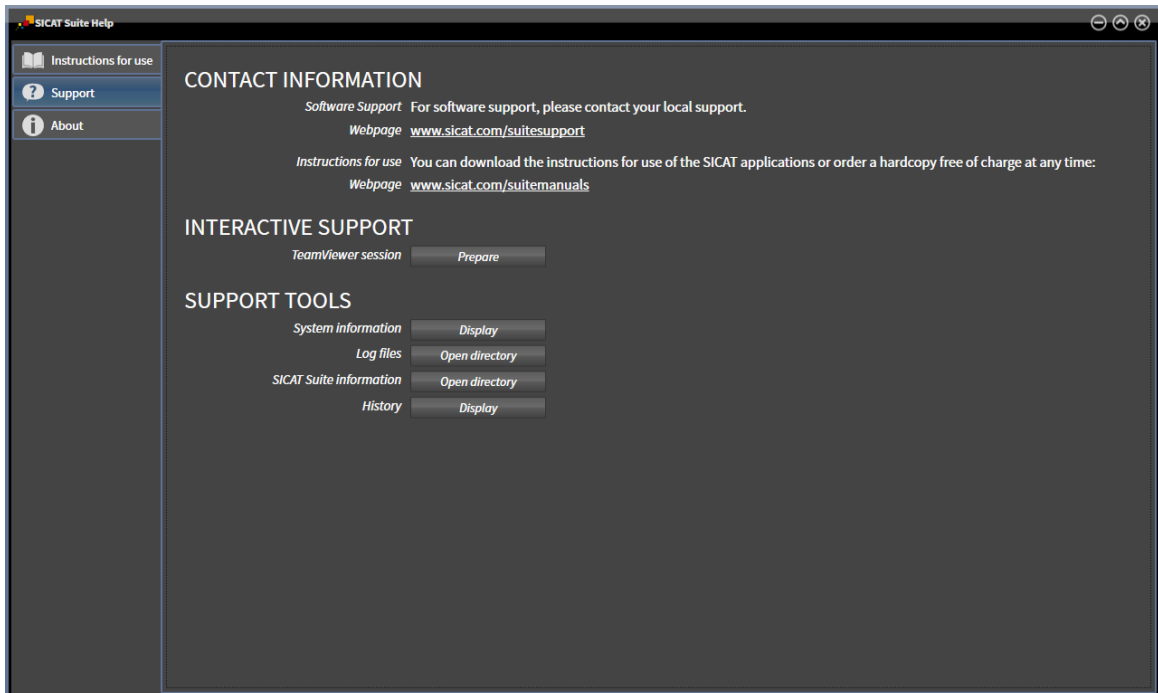 SICAT Suite Help
Instructions for use
Support
About
CONTACT INFORMATION
Software Support For software support, please contact your local support.
Webpage www.sicat.com/suitesupport
Instructions for use You can download the instructions for use of the SICAT applications or order a hardcopy free of charge at any time:
Webpage www.sicat.com/suitemanuals
INTERACTIVE SUPPORT
TeamViewer session Prepare
SUPPORT TOOLS
System information Display
Log files Open directory
SICAT Suite information Open directory
History Display